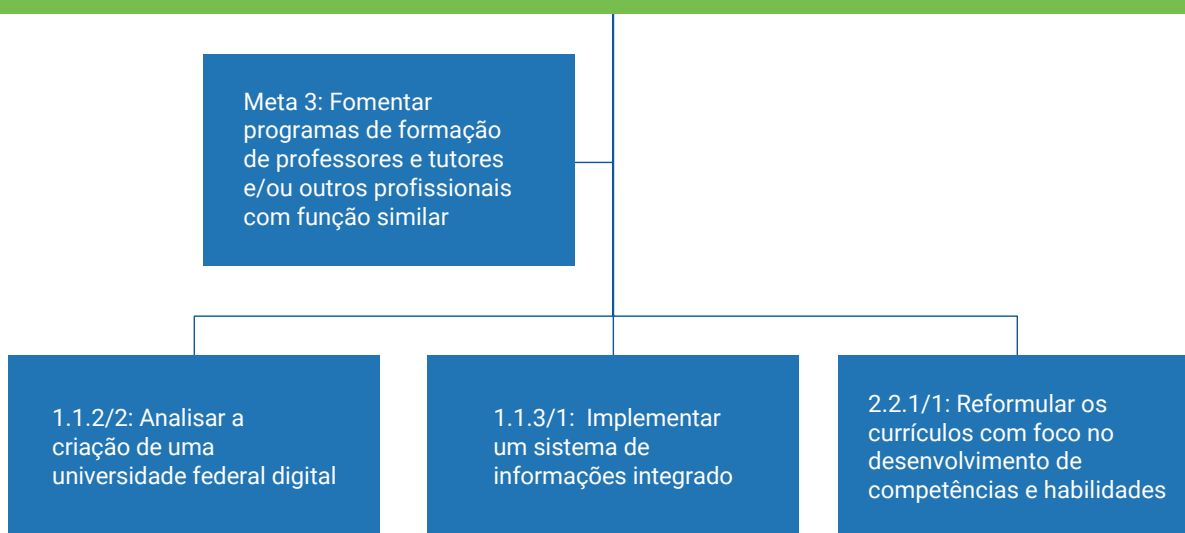 Meta 3: Fomentar
programas de formação
de professores e tutores
e/ou outros profissionais
com função similar
1.1.2/2: Analisar a
criação de uma
universidade federal digital
1.1.3/1: Implementar
um sistema de
informações integrado
2.2.1/1: Reformular os
currículos com foco no
desenvolvimento de
competências e habilidades